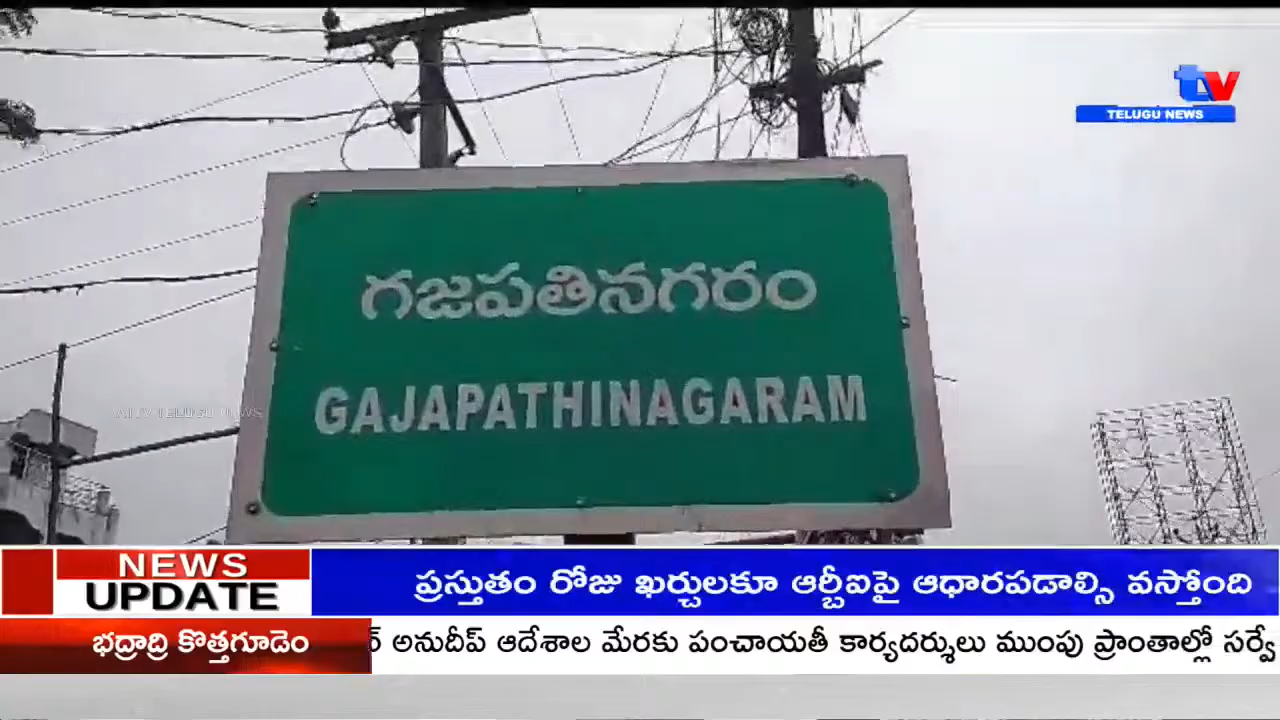 tv
TELUGU NEWS
గజపతినగరం
GAJAPATHINAGARAM
NEWS
UPDATE
ప్రస్తుతం రోజు ఖర్చులకూ ఆర్బీఐపై ఆధారపడాల్సి వస్తోంది
భద్రాద్రి కొత్తగూడెం
అనుదీప్ ఆదేశాల మేరకు పంచాయతీ కార్యదర్శులు ముంపు ప్రాంతాల్లో సర్వే